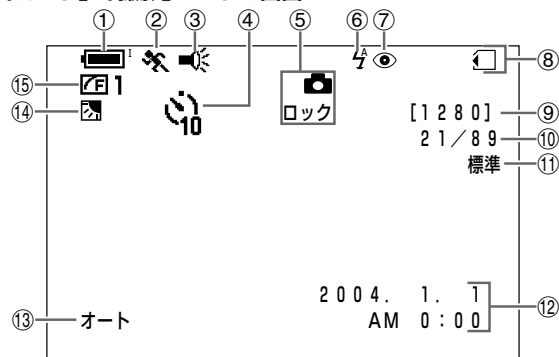 ① ② ③ ④ ⑤ ⑥ ⑦
I A ⑧
⑮ F 1
⑭ 10 ロック [1280] ⑨
21/89 ⑩
標準 ⑪
2004. 1. 1
⑬ オート AM 0:00 ⑫